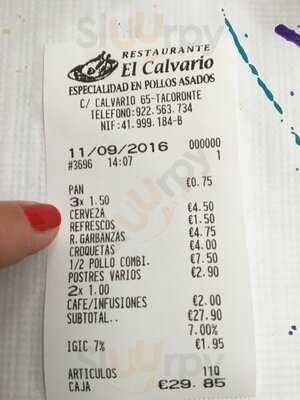 RESTAURANTE
El Calvario
ESPECIALIDAD EN POLLOS ASADOS
C/ CALVARIO 65-TACORONTE
TELEFONO:922.563.734
NIF:41.999.184-B
11/09/2016 000000
#3696 14:07 1
PAN €0.75
3x 1.50
CERVEZA €4.50
REFRESCOS €1.50
R.GARBANZAS €4.75
CROQUETAS €4.00
1/2 POLLO COMBI. €7.50
POSTRES VARIOS €2.90
2x 1.00
CAFE/INFUSIONES €2.00
SUBTOTAL.. €27.90
7.00%
IGIC 7% €1.95
ARTICULOS 11Q
CAJA €29.85